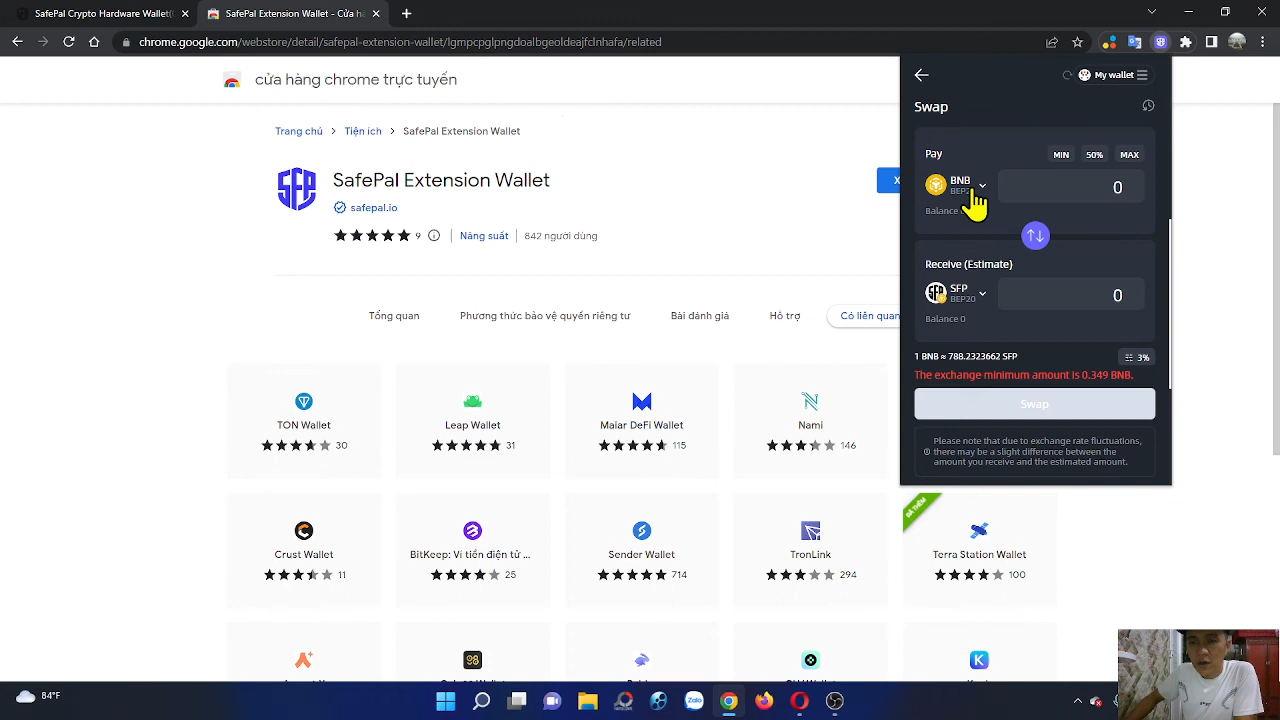 SafePal Crypto Hardware Wallet(
SafePal Extension Wallet - Cửa hà
chrome.google.com/webstore/detail/safepal-extension-wallet/lgmpcpglpngdoalbgeoldeajfclnhafa/related
cửa hàng chrome trực tuyến
Trang chủ
Tiện ích
SafePal Extension Wallet
SafePal Extension Wallet
safepal.io
9
Năng suất
842 người dùng
X
Tổng quan
Phương thức bảo vệ quyền riêng tư
Bài đánh giá
Hỗ trợ
Có liên quan
TON Wallet
30
Leap Wallet
31
Maiar DeFi Wallet
115
Nami
146
Crust Wallet
11
BitKeep: Ví tiền điện tử ...
25
Sender Wallet
714
TronLink
294
ĐÃ THÊM
Terra Station Wallet
100
My wallet
Swap
Pay
MIN
50%
MAX
BNB
0
Balance
Receive (Estimate)
SFP
BEP20
0
Balance 0
1 BNB ≈ 788.2323662 SFP
3%
The exchange minimum amount is 0.349 BNB.
Swap
Please note that due to exchange rate fluctuations,
there may be a slight difference between the
amount you receive and the estimated amount.
84°F
Zalo